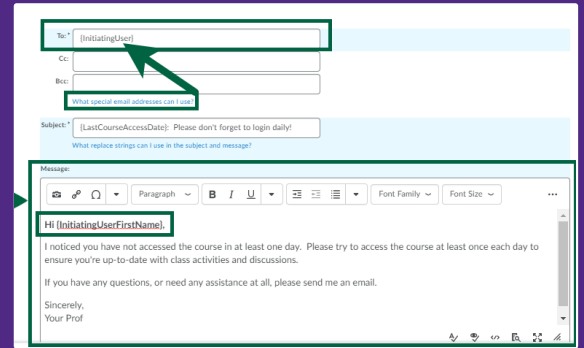 To: * {InitiatingUser}
Cc:
Bcc:
What special email addresses can I use?
Subject: * {LastCourseAccessDate}: Please don't forget to login daily!
What replace strings can I use in the subject and message?
Message:
Paragraph B I U Font Family Font Size ...
Hi {InitiatingUserFirstName},
I noticed you have not accessed the course in at least one day. Please try to access the course at least once each day to
ensure you're up-to-date with class activities and discussions.
If you have any questions, or need any assistance at all, please send me an email.
Sincerely,
Your Prof